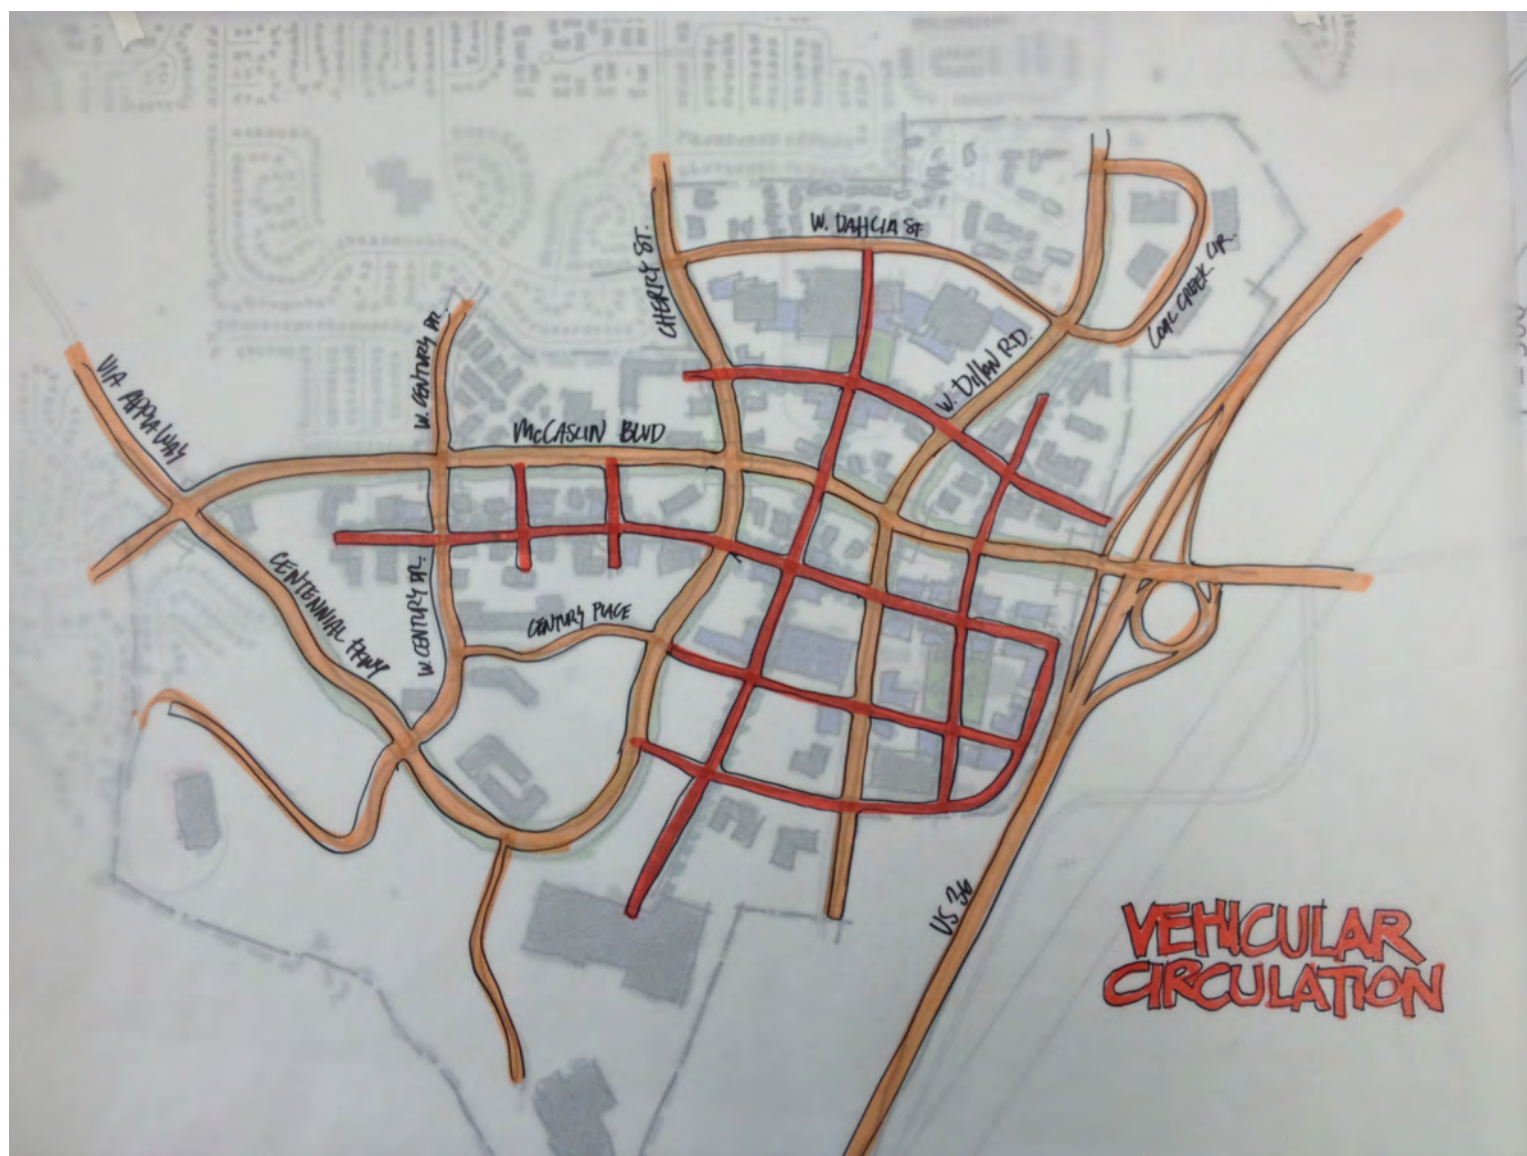 W. DAHLIA ST.
CHERRY ST.
COAL CREEK CIR.
W. CENTURY DR.
W. Dillon RD.
VIA APPIA WAY
McCASLIN BLVD
CENTENNIAL PKWY
W. CENTURY DR.
CENTURY PLACE
US 36
VEHICULAR
CIRCULATION